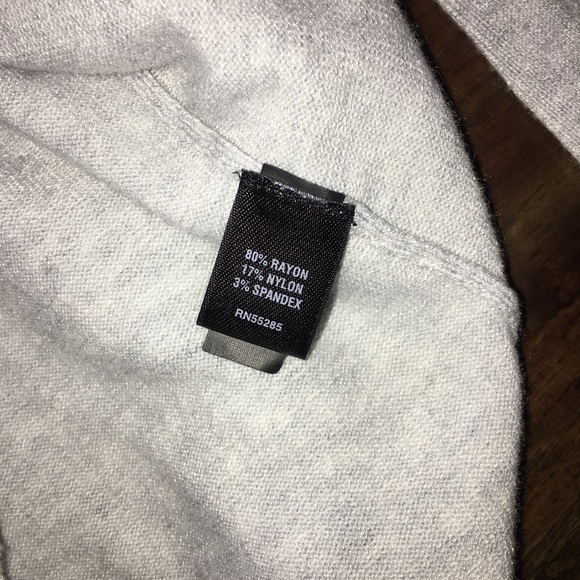 80% RAYON
17% NYLON
3% SPANDEX
RN55285